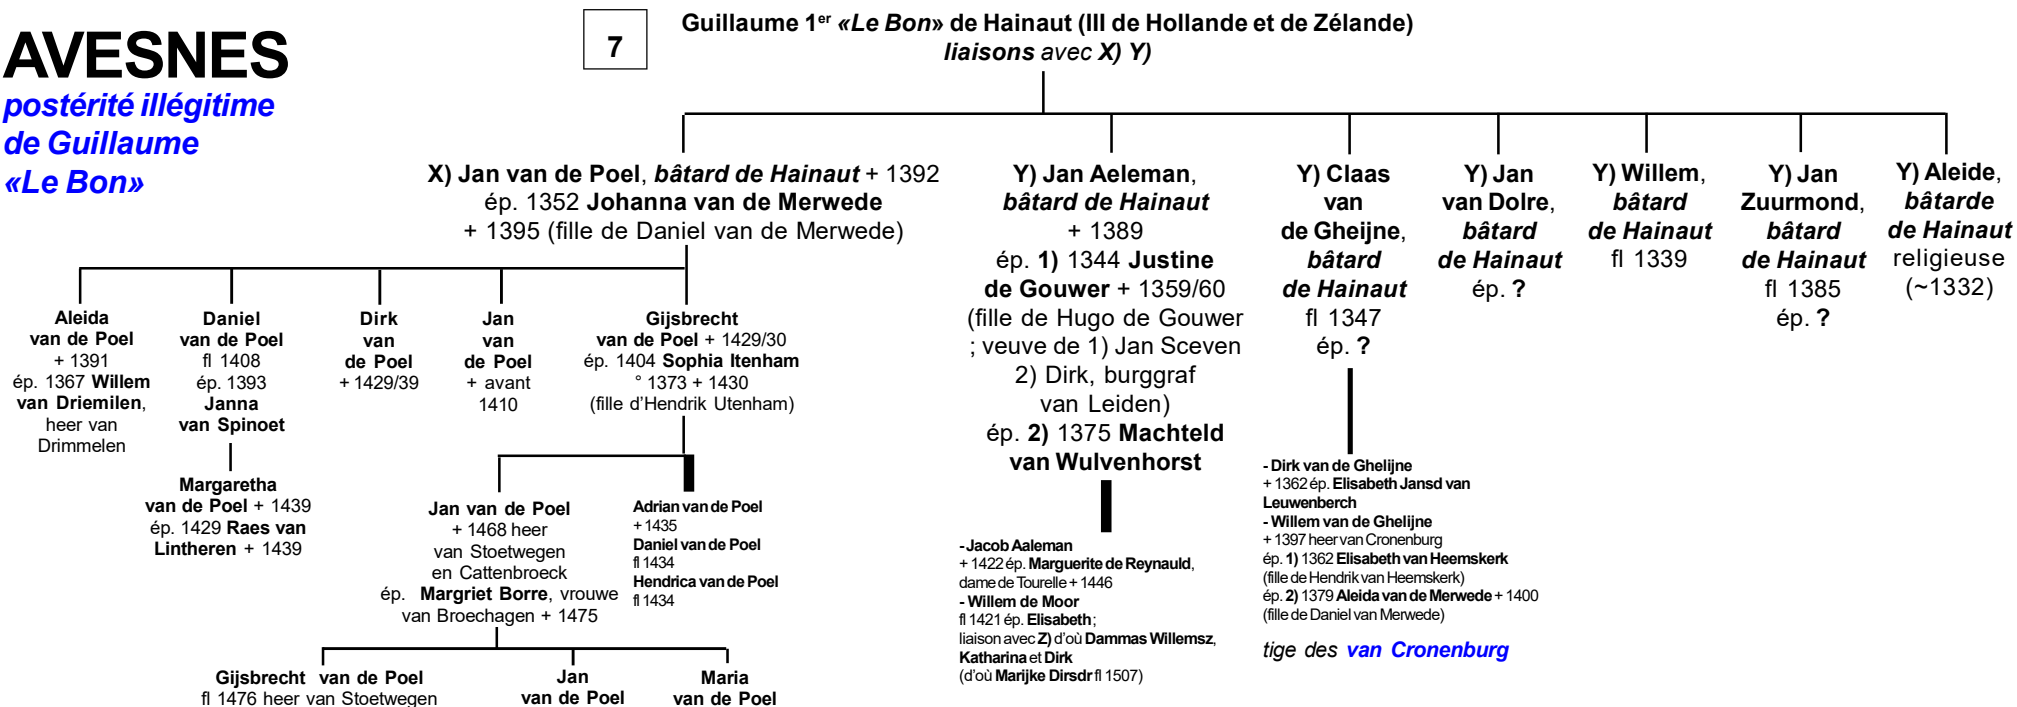 AVESNES
postérité illégitime
de Guillaume
«Le Bon»
7
Guillaume 1er «Le Bon» de Hainaut (III de Hollande et de Zélande)
liaisons avec X) Y)
X) Jan van de Poel, bâtard de Hainaut + 1392
ép. 1352 Johanna van de Merwede
+ 1395 (fille de Daniel van de Merwede)
Y) Jan Aeleman,
bâtard de Hainaut
+ 1389
ép. 1) 1344 Justine
de Gouwer + 1359/60
(fille de Hugo de Gouwer
; veuve de 1) Jan Sceven
2) Dirk, burggraf
van Leiden)
ép. 2) 1375 Machteld
van Wulvenhorst
Y) Claas
van
de Gheijne,
bâtard
de Hainaut
fl 1347
ép. ?
Y) Jan
van Dolre,
bâtard
de Hainaut
ép. ?
Y) Willem,
bâtard
de Hainaut
fl 1339
Y) Jan
Zuurmond,
bâtard
de Hainaut
fl 1385
ép. ?
Y) Aleide,
bâtarde
de Hainaut
religieuse
(~1332)
Aleida
van de Poel
+ 1391
ép. 1367 Willem
van Driemilen,
heer van
Drimmelen
Daniel
van de Poel
fl 1408
ép. 1393
Janna
van Spinoet
Dirk
van
de Poel
+ 1429/39
Jan
van
de Poel
+ avant
1410
Gijsbrecht
van de Poel + 1429/30
ép. 1404 Sophia Itenham
° 1373 + 1430
(fille d'Hendrik Utenham)
Margaretha
van de Poel + 1439
ép. 1429 Raes van
Lintheren + 1439
Jan van de Poel
+ 1468 heer
van Stoetwegen
en Cattenbroeck
ép. Margriet Borre, vrouwe
van Broechagen + 1475
Adrian van de Poel
+ 1435
Daniel van de Poel
fl 1434
Hendrica van de Poel
fl 1434
- Jacob Aaleman
+ 1422 ép. Marguerite de Reynauld,
dame de Tourelle + 1446
- Willem de Moor
fl 1421 ép. Elisabeth ;
liaison avec Z) d'où Dammas Willemsz,
Katharina et Dirk
(d'où Marijke Dirsdr fl 1507)
- Dirk van de Ghelijne
+ 1362 ép. Elisabeth Jansd van
Leuwenberch
- Willem van de Ghelijne
+ 1397 heer van Cronenburg
ép. 1) 1362 Elisabeth van Heemskerk
(fille de Hendrik van Heemskerk)
ép. 2) 1379 Aleida van de Merwede + 1400
(fille de Daniel van Merwede)
tige des van Cronenburg
Gijsbrecht van de Poel
fl 1476 heer van Stoetwegen
Jan
van de Poel
Maria
van de Poel